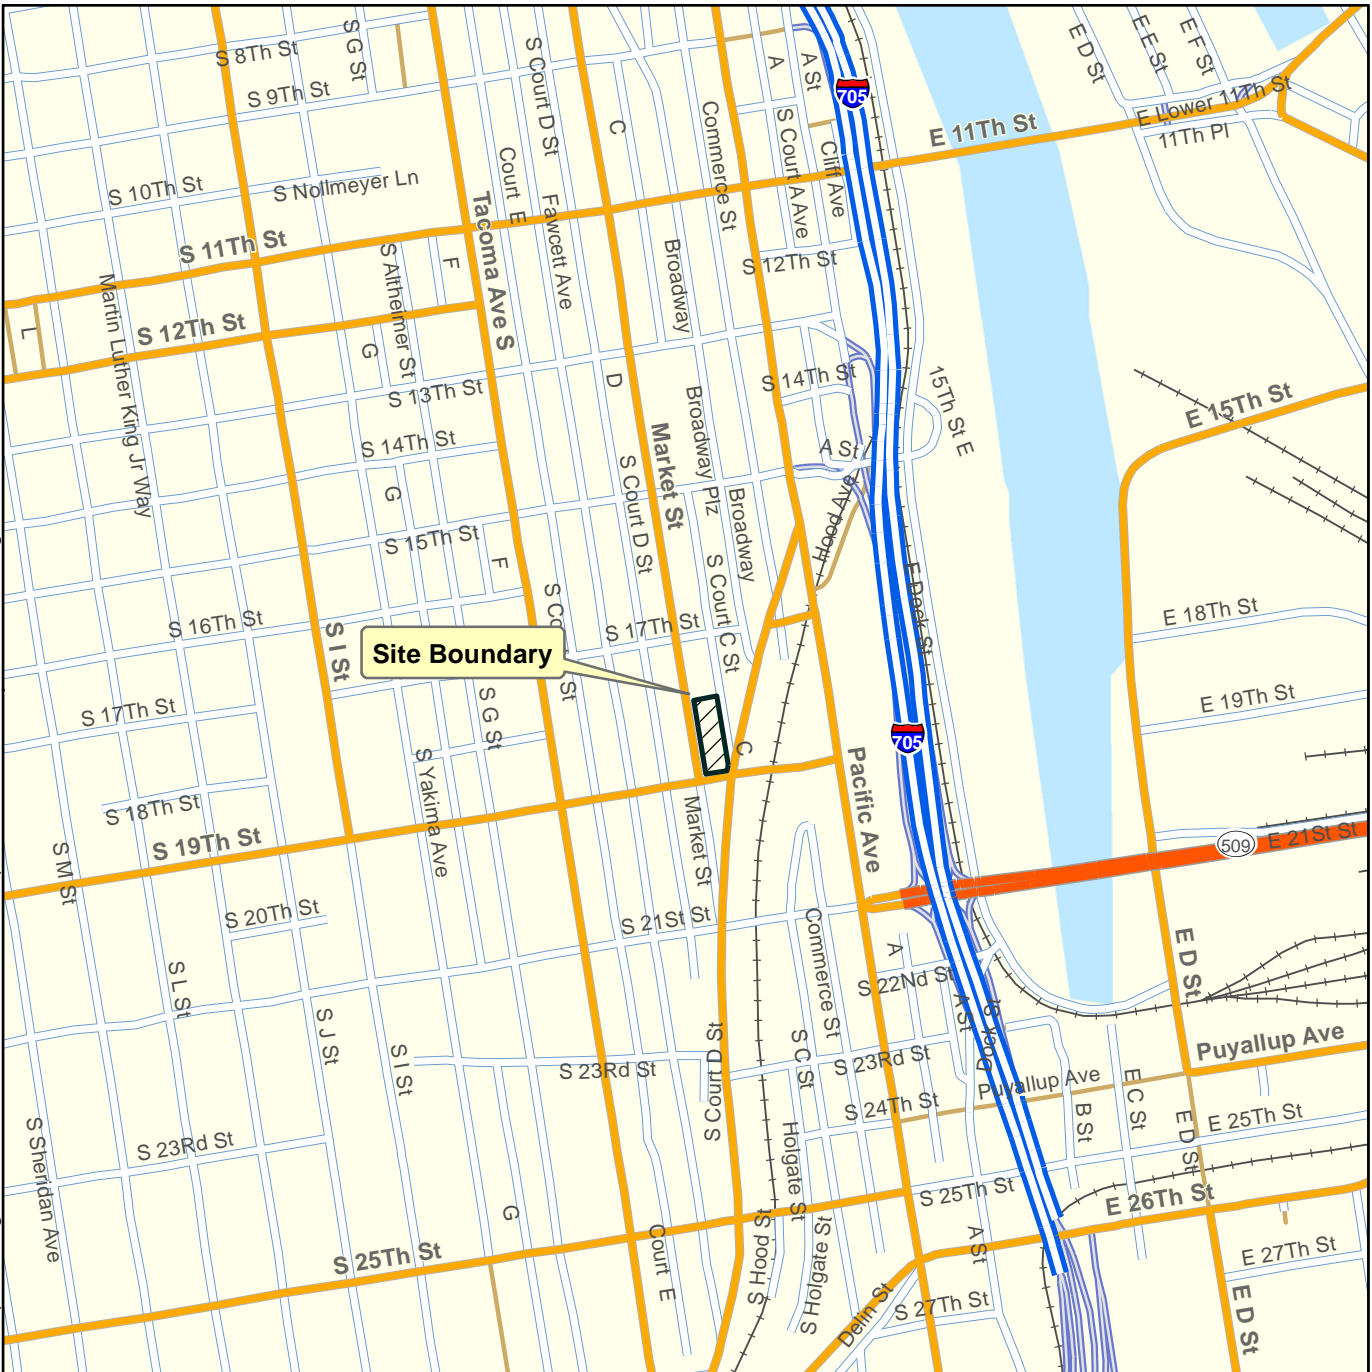 S 8Th St
S G St
S Court D St
A
A St
705
E D St
E E St
E F St
S 9Th St
C
Commerce St
S Court A Ave
Cliff Ave
E 11Th St
E Lower 11Th St
11Th Pl
S 10Th St
S Nollmeyer Ln
Court E
Fawcett Ave
Tacoma Ave S
S 11Th St
S Altheimer St
F
Broadway
S 12Th St
L
Martin Luther King Jr Way
S 12Th St
G
S 13Th St
D
S 14Th St
15Th St E
E 15Th St
Broadway Plz
Market St
S 14Th St
A St
G
S Court D St
Broadway
Hood Ave
S 15Th St
F
S Court C St
E Dock St
S 16Th St
S I St
S 17Th St
E 18Th St
Site Boundary
S 17Th St
S G St
E 19Th St
C
705
Pacific Ave
S Yakima Ave
S 18Th St
S 19Th St
Market St
509
E 21St St
S M St
S 20Th St
S 21St St
Commerce St
A
E D St
S L St
S 22Nd St
A St
S J St
S I St
S Court D St
S C St
S 23Rd St
S 23Rd St
Puyallup Ave
Puyallup Ave
S 24Th St
B St
E C St
E D St
E 25Th St
S Sheridan Ave
S 23Rd St
Holgate St
S 25Th St
E 26Th St
G
S 25Th St
Court E
S Hood St
S Holgate St
A St
E 27Th St
Delin St
S 27Th St
E D St